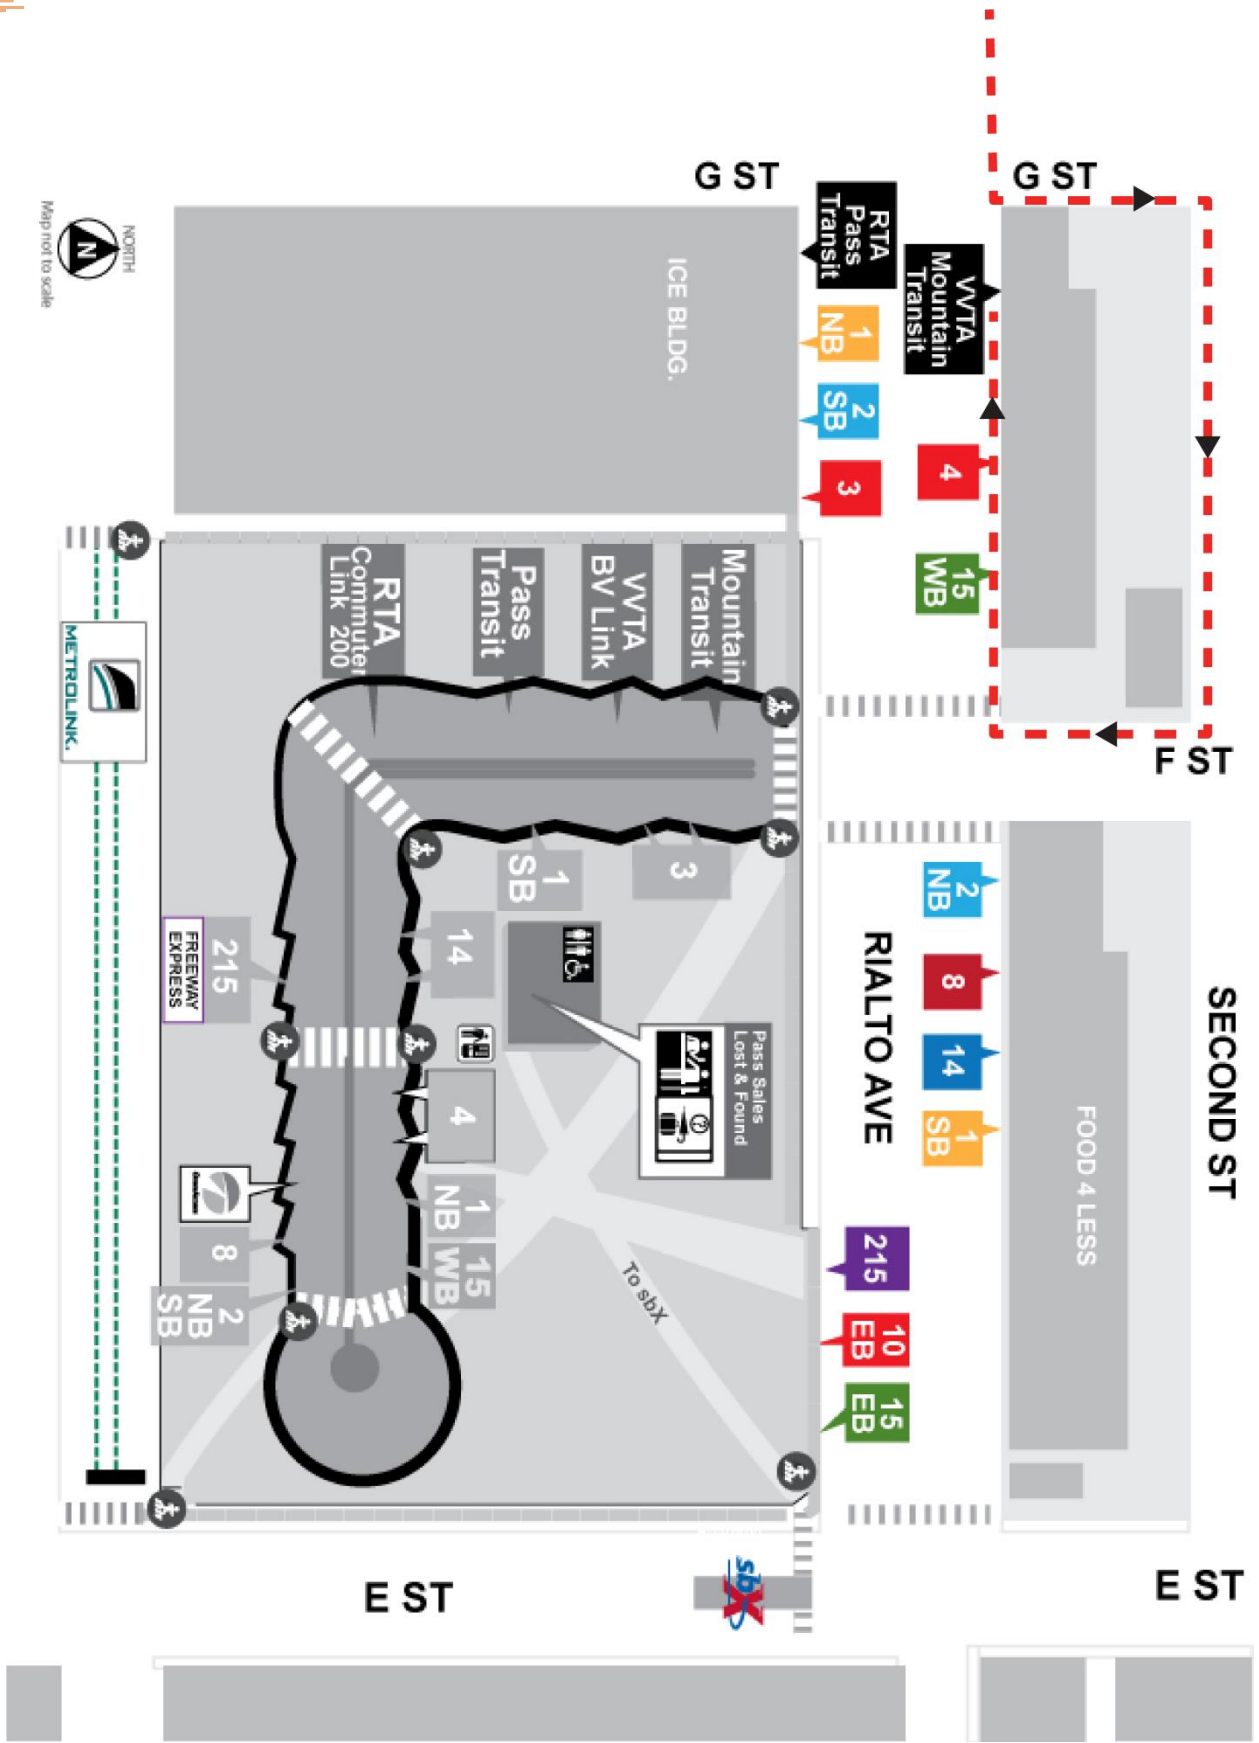 G ST
G ST
RTA
Pass
Transit
VVTA
Mountain
Transit
NORTH
N
Map not to scale
ICE BLDG.
1
NB
2
SB
3
4
15
WB
RTA
Commuter
Link 200
Pass
Transit
VVTA
BV Link
Mountain
Transit
METROLINK.
F ST
1
SB
3
2
NB
8
14
1
SB
RIALTO AVE
SECOND ST
FOOD 4 LESS
215
FREEWAY
EXPRESS
14
Pass Sales
Lost & Found
?
4
1
NB
15
WB
8
2
NB
SB
To sbX
215
10
EB
15
EB
sbX
E ST
E ST